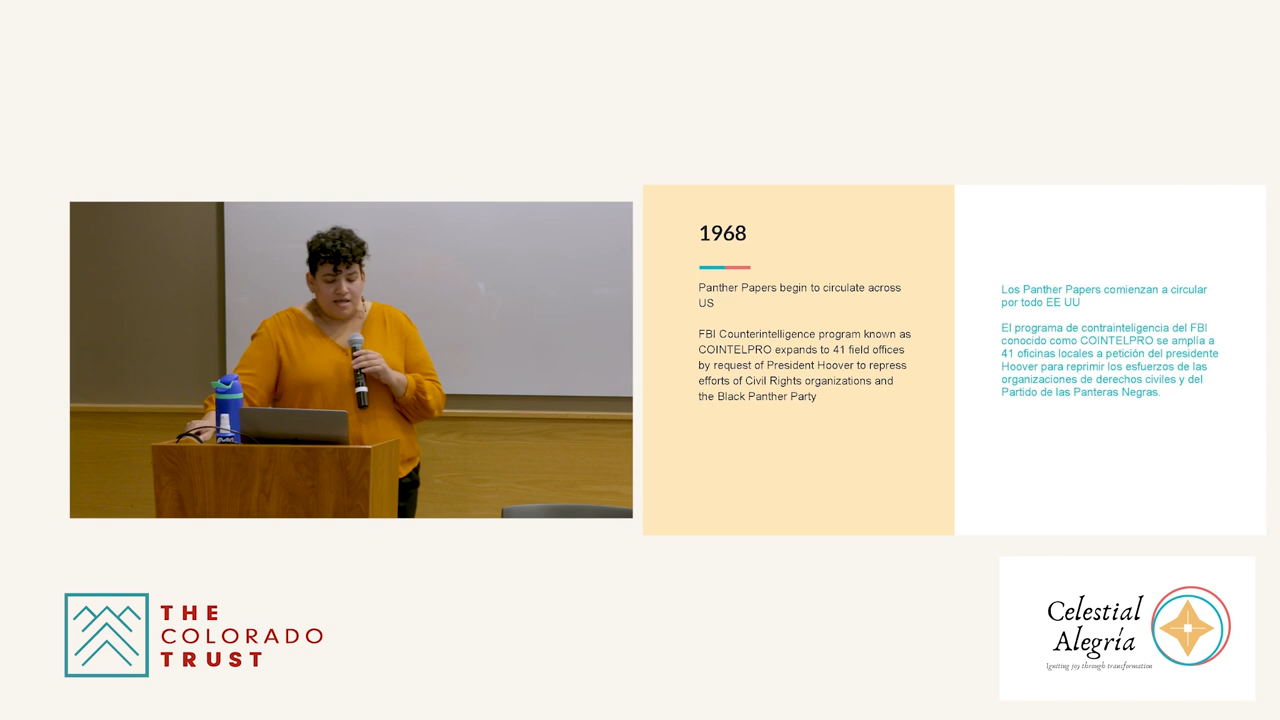 1968
Panther Papers begin to circulate across
US
FBI Counterintelligence program known as
COINTELPRO expands to 41 field offices
by request of President Hoover to repress
efforts of Civil Rights organizations and
the Black Panther Party
Los Panther Papers comienzan a circular
por todo EE UU
El programa de contrainteligencia del FBI
conocido como COINTELPRO se amplía a
41 oficinas locales a petición del presidente
Hoover para reprimir los esfuerzos de las
organizaciones de derechos civiles y del
Partido de las Panteras Negras.
THE
COLORADO
TRUST
Celestial
Alegría
Igniting joy through transformation